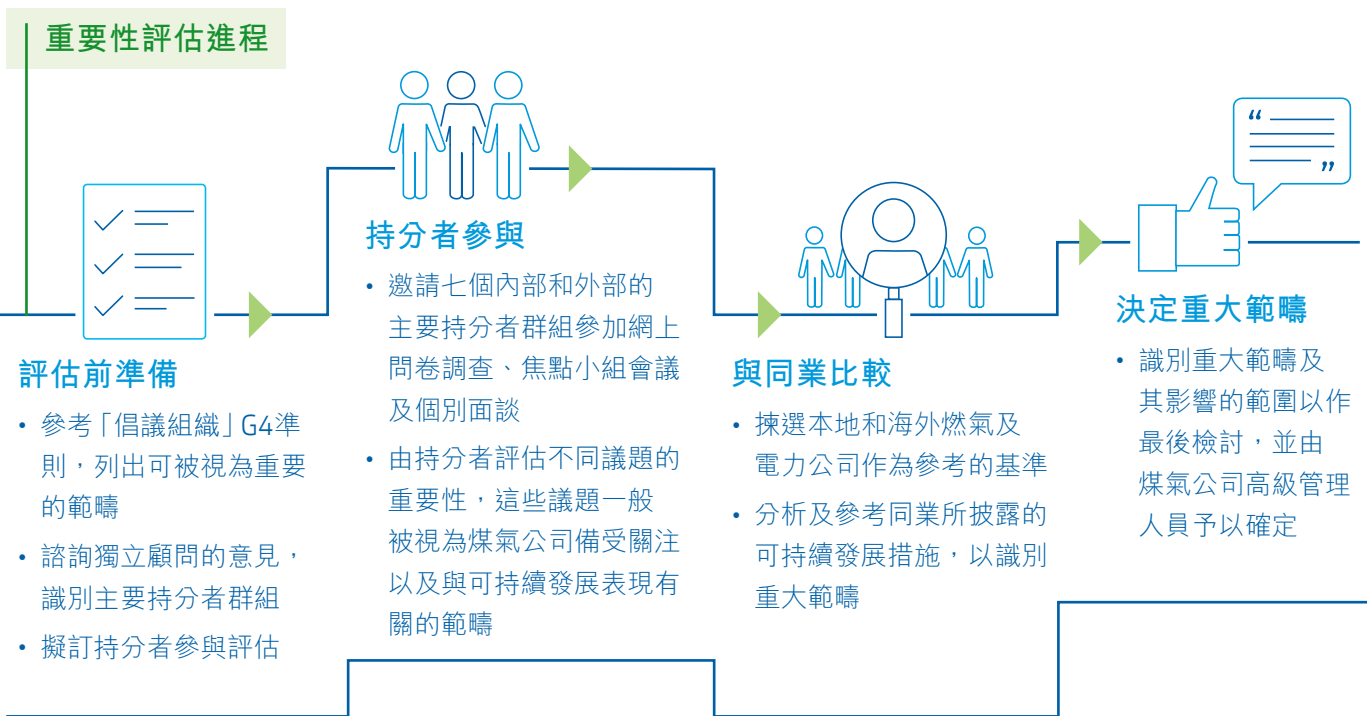 重要性評估進程
評估前準備
• 參考「倡議組織」G4準
則，列出可被視為重要
的範疇
• 諮詢獨立顧問的意見，
識別主要持分者群組
• 擬訂持分者參與評估
持分者參與
• 邀請七個內部和外部的
主要持分者群組參加網上
問卷調查、焦點小組會議
及個別面談
• 由持分者評估不同議題的
重要性，這些議題一般
被視為煤氣公司備受關注
以及與可持續發展表現有
關的範疇
與同業比較
• 揀選本地和海外燃氣及
電力公司作為參考的基準
• 分析及參考同業所披露的
可持續發展措施，以識別
重大範疇
決定重大範疇
• 識別重大範疇及
其影響的範圍以作
最後檢討，並由
煤氣公司高級管理
人員予以確定